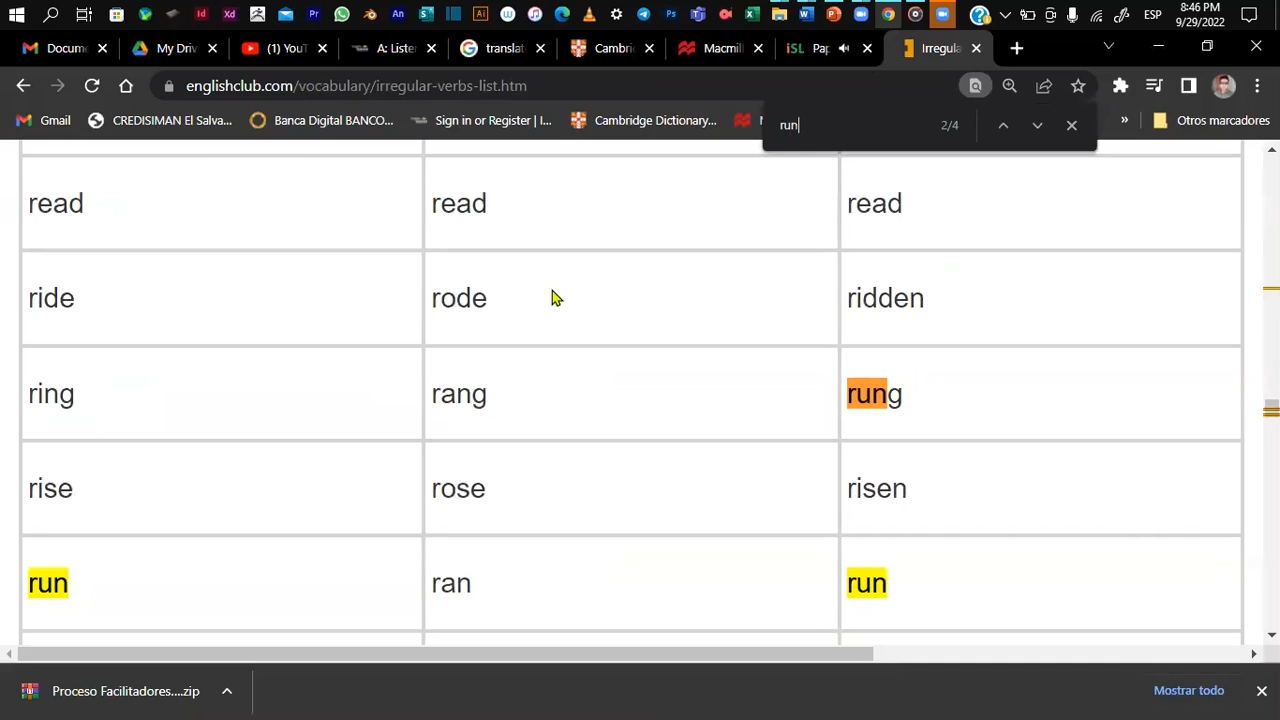 ESP
8:46 PM
9/29/2022
Docum
My Driv
(1) YouT
A: Lister
translat
Cambri
Macmill
Pap
Irregula
englishclub.com/vocabulary/irregular-verbs-list.htm
Gmail
CREDISIMAN El Salva...
Banca Digital BANCO...
Sign in or Register | I...
Cambridge Dictionary...
»
Otros marcadores
run
2/4
read
read
read
ride
rode
ridden
ring
rang
rung
rise
rose
risen
run
ran
run
Proceso Facilitadores....zip
Mostrar todo